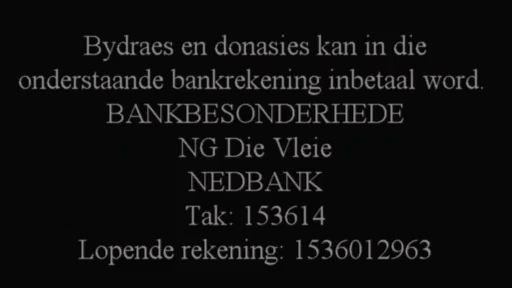 Bydraes en donasies kan in die
onderstaande bankrekening inbetaal word.
BANKBESONDERHEDE
NG Die Vleie
NEDBANK
Tak: 153614
Lopende rekening: 1536012963